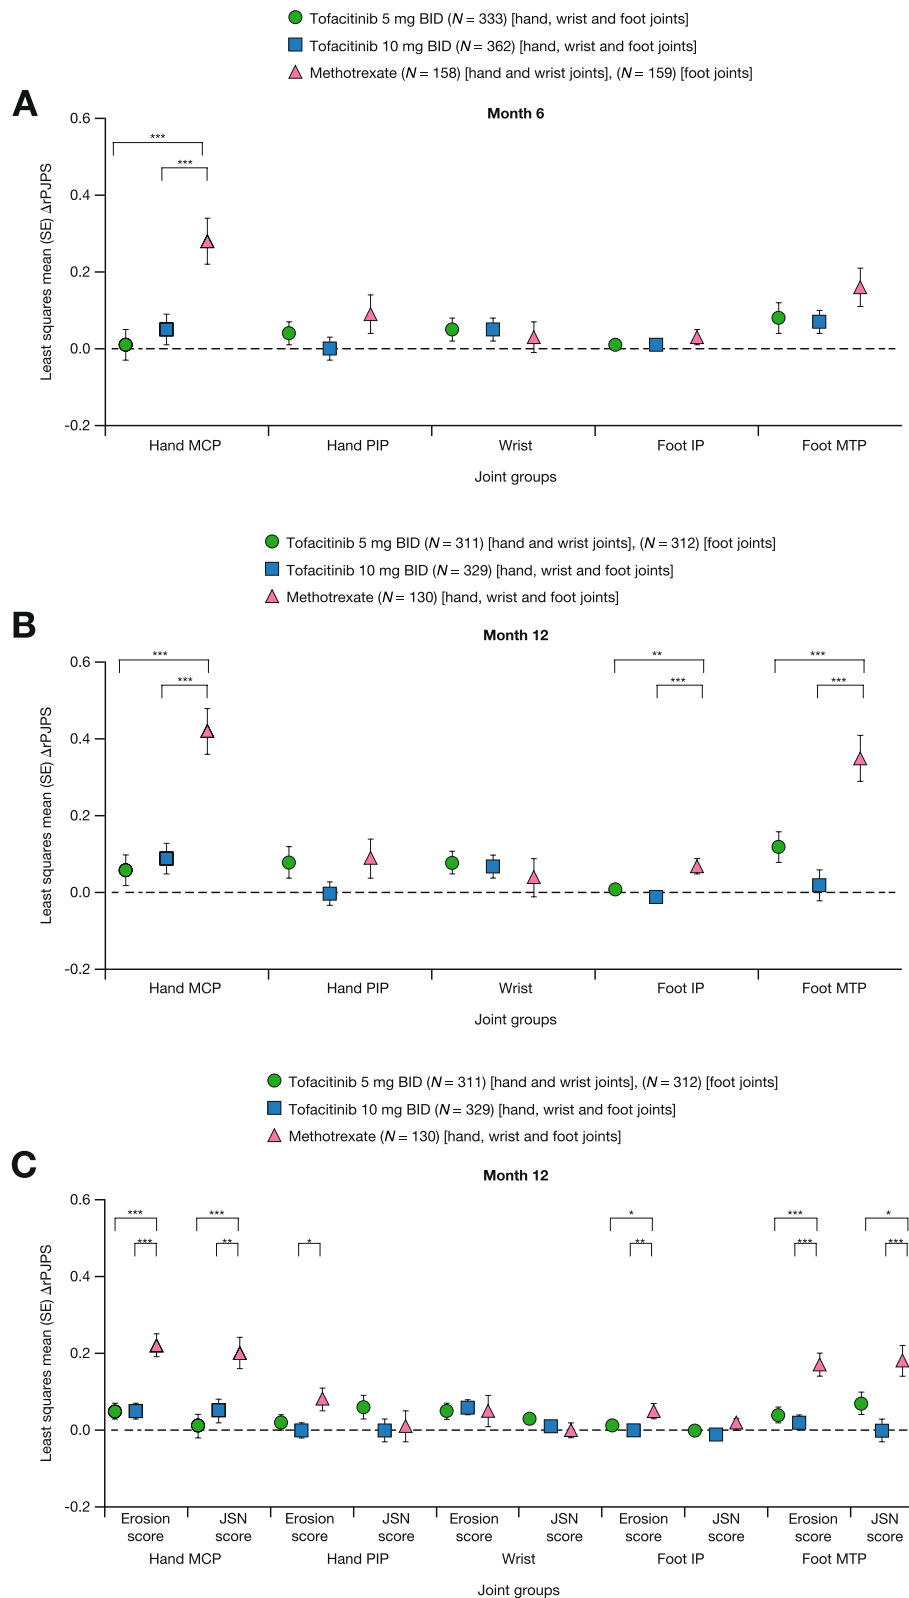 Tofacitinib 5 mg BID (N = 333) [hand, wrist and foot joints]
Tofacitinib 10 mg BID (N = 362) [hand, wrist and foot joints]
Methotrexate (N = 158) [hand and wrist joints], (N = 159) [foot joints]
A
Month 6
Least squares mean (SE) ΔrPJPS
0.6
0.4
0.2
0.0
-0.2
***
***
Hand MCP
Hand PIP
Wrist
Foot IP
Foot MTP
Joint groups
Tofacitinib 5 mg BID (N = 311) [hand and wrist joints], (N = 312) [foot joints]
Tofacitinib 10 mg BID (N = 329) [hand, wrist and foot joints]
Methotrexate (N = 130) [hand, wrist and foot joints]
B
Month 12
Least squares mean (SE) ΔrPJPS
0.6
0.4
0.2
0.0
-0.2
*** ** ***
*** *** ***
Hand MCP
Hand PIP
Wrist
Foot IP
Foot MTP
Joint groups
Tofacitinib 5 mg BID (N = 311) [hand and wrist joints], (N = 312) [foot joints]
Tofacitinib 10 mg BID (N = 329) [hand, wrist and foot joints]
Methotrexate (N = 130) [hand, wrist and foot joints]
C
Month 12
Least squares mean (SE) ΔrPJPS
0.6
0.4
0.2
0.0
-0.2
*** *** * *** *
*** ** * ** *** ***
Erosion JSN Erosion JSN Erosion JSN Erosion JSN Erosion JSN
score score score score score score score score score score
Hand MCP
Hand PIP
Wrist
Foot IP
Foot MTP
Joint groups